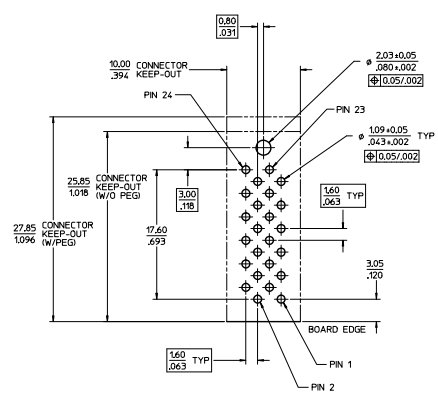 0.80
.031
10.00
.394
CONNECTOR
KEEP-OUT
2.03±0.05
.080±.002
⌀
⌖ 0.05/.002
PIN 24
PIN 23
⌀ 1.09±0.05
.043±.002
TYP
⌖ 0.05/.002
25.85
1.018
CONNECTOR
KEEP-OUT
(W/O PEG)
3.00
.118
1.60
.063
TYP
27.85
1.096
CONNECTOR
KEEP-OUT
(W/PEG)
17.60
.693
3.05
.120
BOARD EDGE
1.60
.063
TYP
PIN 1
PIN 2